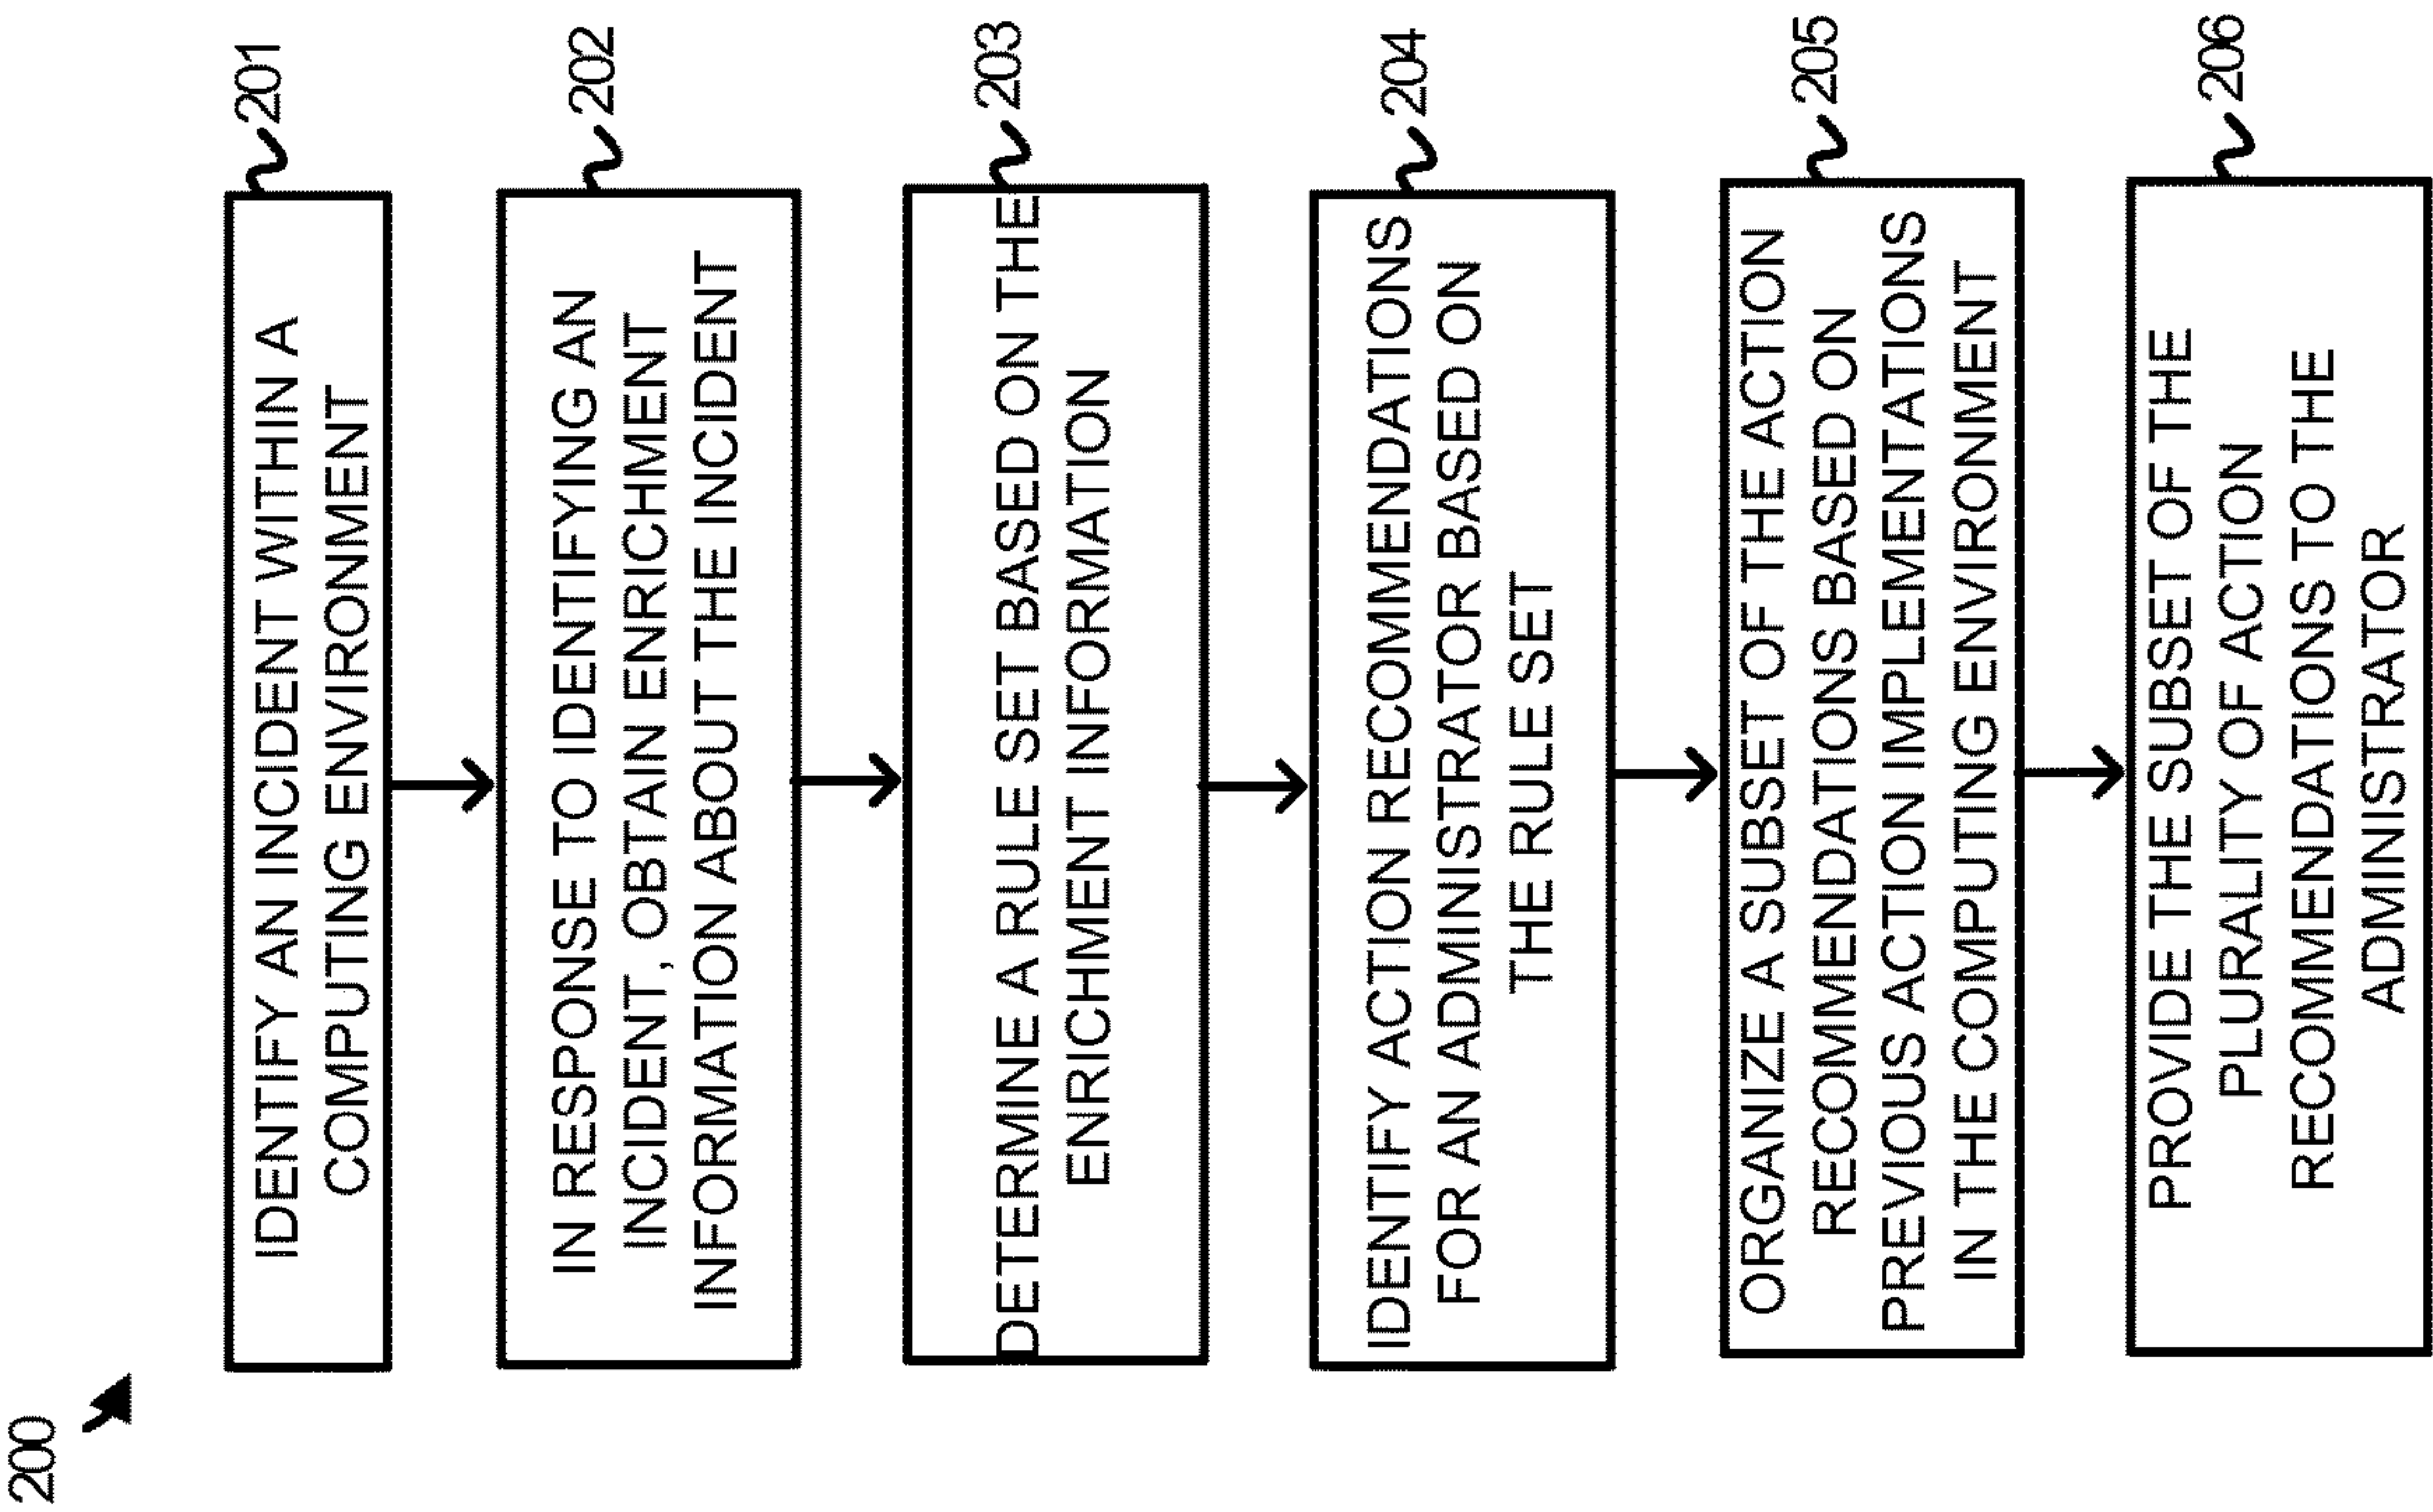 200
IDENTIFY AN INCIDENT WITHIN A
COMPUTING ENVIRONMENT
201
IN RESPONSE TO IDENTIFYING AN
INCIDENT, OBTAIN ENRICHMENT
INFORMATION ABOUT THE INCIDENT
202
DETERMINE A RULE SET BASED ON THE
ENRICHMENT INFORMATION
203
IDENTIFY ACTION RECOMMENDATIONS
FOR AN ADMINISTRATOR BASED ON
THE RULE SET
204
ORGANIZE A SUBSET OF THE ACTION
RECOMMENDATIONS BASED ON
PREVIOUS ACTION IMPLEMENTATIONS
IN THE COMPUTING ENVIRONMENT
205
PROVIDE THE SUBSET OF THE
PLURALITY OF ACTION
RECOMMENDATIONS TO THE
ADMINISTRATOR
206